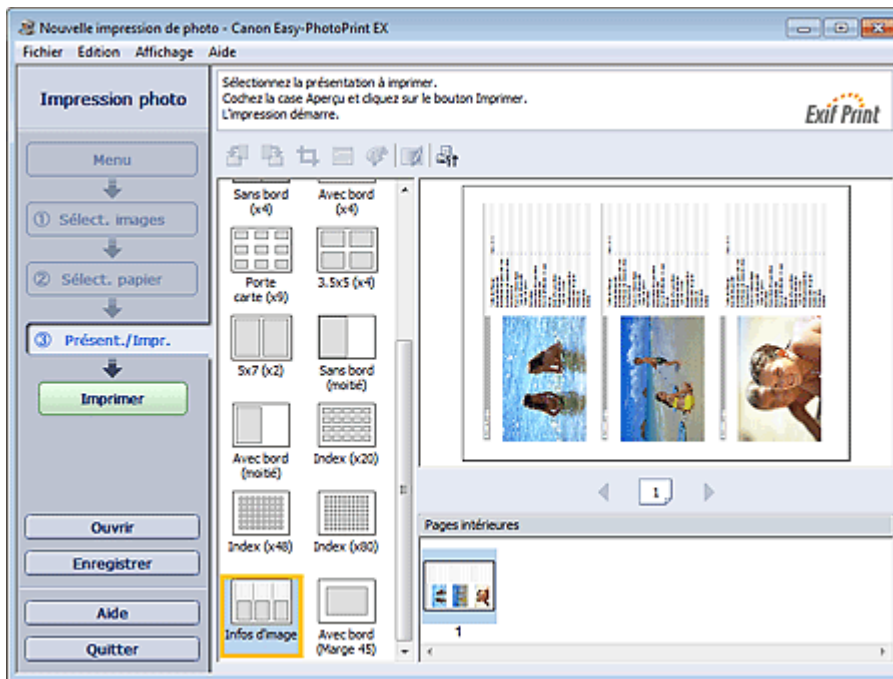 Nouvelle impression de photo - Canon Easy-PhotoPrint EX
Fichier Edition Affichage Aide
Impression photo
Menu
① Sélect. images
② Sélect. papier
③ Présent./Impr.
Imprimer
Ouvrir
Enregistrer
Aide
Quitter
Sélectionnez la présentation à imprimer.
Cochez la case Aperçu et cliquez sur le bouton Imprimer.
L'impression démarre.
Exif Print
Sans bord
(x4)
Avec bord
(x4)
Porte
carte (x9)
3.5x5 (x4)
5x7 (x2)
Sans bord
(moitié)
Avec bord
(moitié)
Index (x20)
Index (x48)
Index (x80)
Infos d'image
Avec bord
(Marge 45)
1
Pages intérieures
1